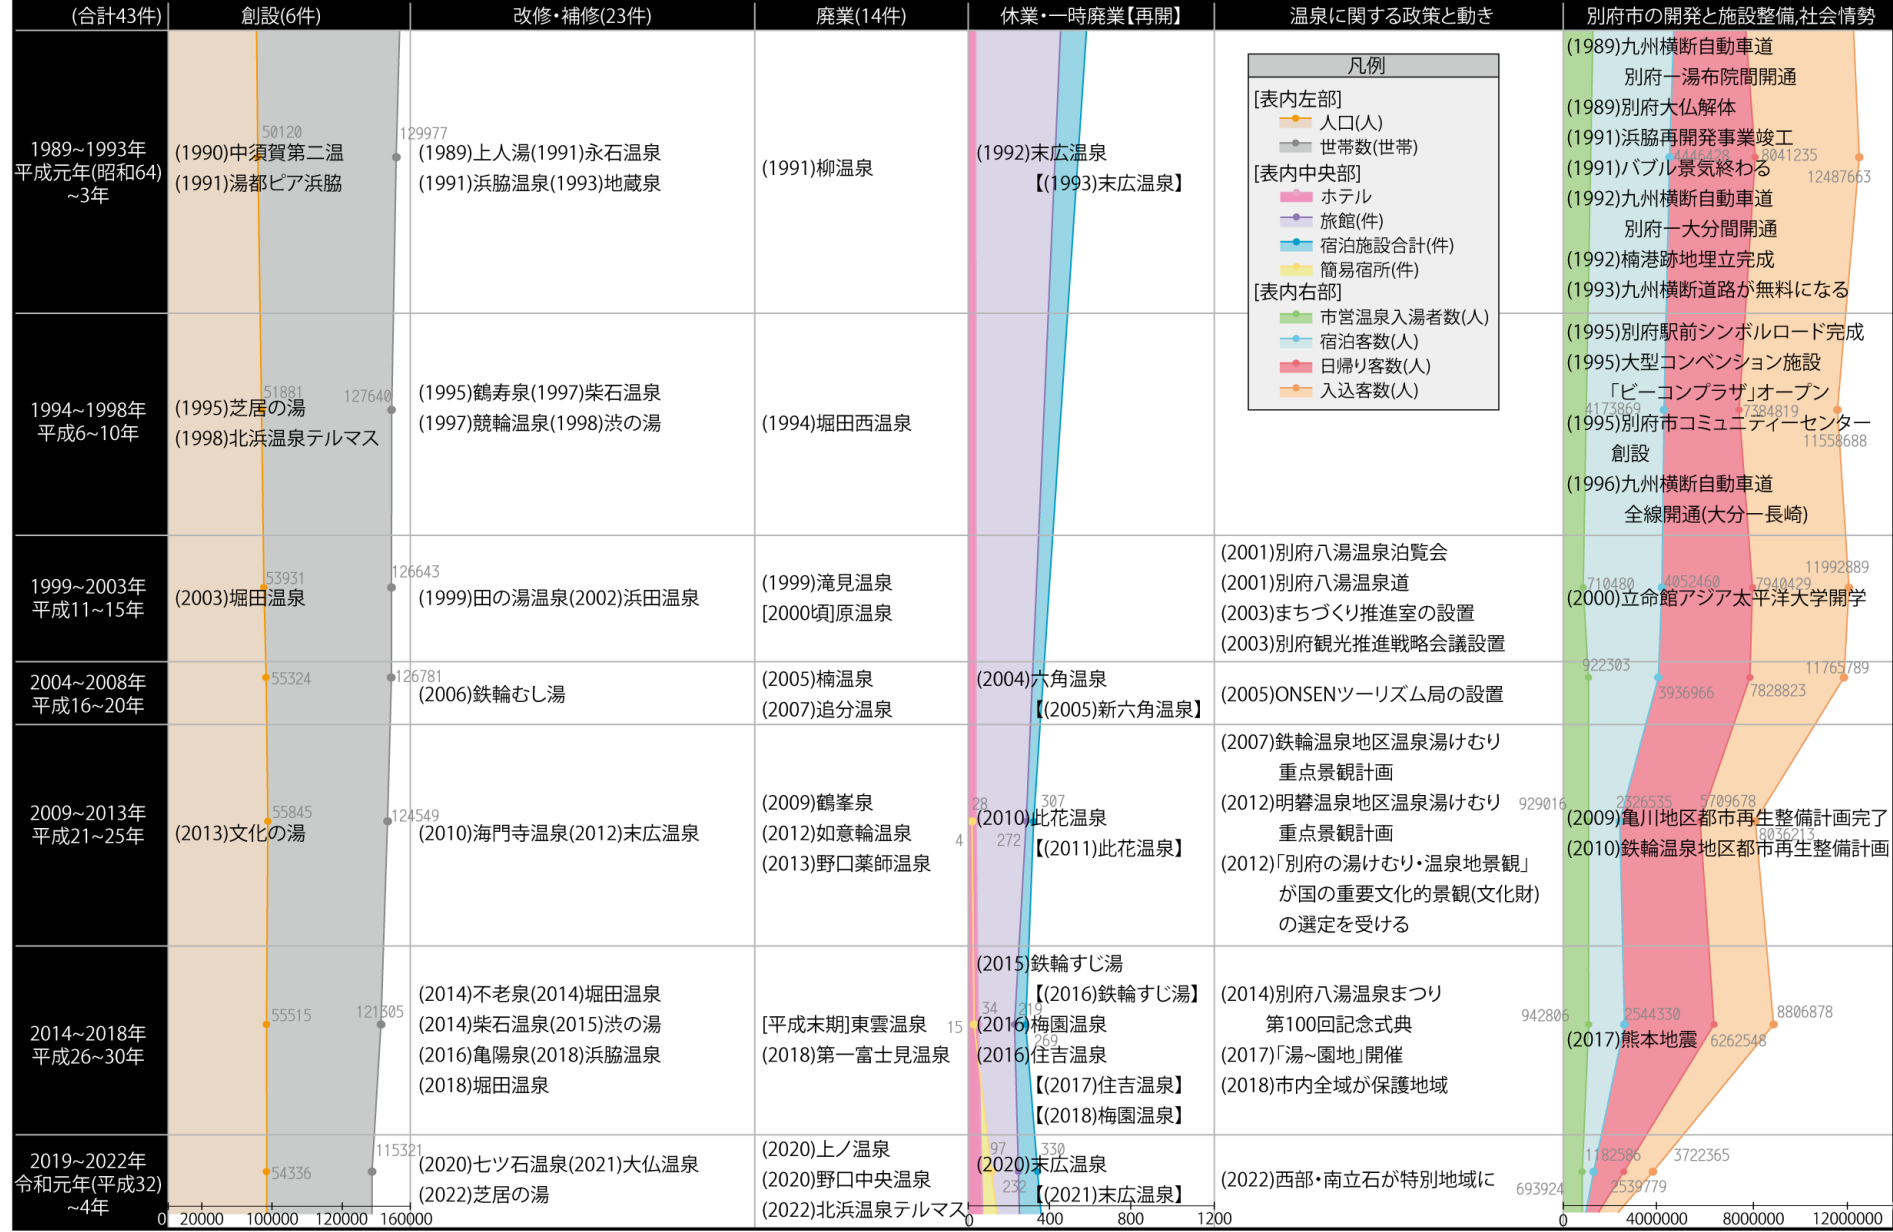 (合計43件)
創設(6件)
改修・補修(23件)
廃業(14件)
休業・一時廃業【再開】
温泉に関する政策と動き
別府市の開発と施設整備,社会情勢
凡例
[表内左部]
人口(人)
世帯数(世帯)
[表内中央部]
ホテル
旅館(件)
宿泊施設合計(件)
簡易宿所(件)
[表内右部]
市営温泉入湯者数(人)
宿泊客数(人)
日帰り客数(人)
入込客数(人)
1989~1993年
平成元年(昭和64)
~3年
50120
129977
(1990)中須賀第二温
(1991)湯都ピア浜脇
(1989)上人湯(1991)永石温泉
(1991)浜脇温泉(1993)地蔵泉
(1991)柳温泉
(1992)末広温泉
【(1993)末広温泉】
(1989)九州横断自動車道
別府ー湯布院間開通
(1989)別府大仏解体
(1991)浜脇再開発事業竣工
4446428
8041235
(1991)バブル景気終わる
12487663
(1992)九州横断自動車道
別府ー大分間開通
(1992)楠港跡地埋立完成
(1993)九州横断道路が無料になる
1994~1998年
平成6~10年
51881
127640
(1995)芝居の湯
(1998)北浜温泉テルマス
(1995)鶴寿泉(1997)柴石温泉
(1997)競輪温泉(1998)渋の湯
(1994)堀田西温泉
(1995)別府駅前シンボルロード完成
(1995)大型コンベンション施設
「ビーコンプラザ」オープン
4173869
7384819
(1995)別府市コミュニティーセンター
11558688
創設
(1996)九州横断自動車道
全線開通(大分ー長崎)
1999~2003年
平成11~15年
53931
126643
(2003)堀田温泉
(1999)田の湯温泉(2002)浜田温泉
(1999)滝見温泉
[2000頃]原温泉
(2001)別府八湯温泉泊覧会
(2001)別府八湯温泉道
(2003)まちづくり推進室の設置
(2003)別府観光推進戦略会議設置
11992889
710480
4052460
7940429
(2000)立命館アジア太平洋大学開学
2004~2008年
平成16~20年
55324
126781
(2006)鉄輪むし湯
(2005)楠温泉
(2007)追分温泉
(2004)六角温泉
【(2005)新六角温泉】
(2005)ONSENツーリズム局の設置
922303
11765789
3936966
7828823
2009~2013年
平成21~25年
55845
124549
(2013)文化の湯
(2010)海門寺温泉(2012)末広温泉
(2009)鶴峯泉
(2012)如意輪温泉
(2013)野口薬師温泉
28
307
(2010)此花温泉
4
272
【(2011)此花温泉】
(2007)鉄輪温泉地区温泉湯けむり
重点景観計画
(2012)明礬温泉地区温泉湯けむり
重点景観計画
(2012)「別府の湯けむり・温泉地景観」
が国の重要文化的景観(文化財)
の選定を受ける
929016
2326535
5709678
(2009)亀川地区都市再生整備計画完了
8036213
(2010)鉄輪温泉地区都市再生整備計画
2014~2018年
平成26~30年
55515
121305
(2014)不老泉(2014)堀田温泉
(2014)柴石温泉(2015)渋の湯
(2016)亀陽泉(2018)浜脇温泉
(2018)堀田温泉
[平成末期]東雲温泉
(2018)第一富士見温泉
(2015)鉄輪すじ湯
【(2016)鉄輪すじ湯】
34
219
15
(2016)梅園温泉
269
(2016)住吉温泉
【(2017)住吉温泉】
【(2018)梅園温泉】
(2014)別府八湯温泉まつり
第100回記念式典
(2017)「湯~園地」開催
(2018)市内全域が保護地域
942806
2544330
8806878
(2017)熊本地震
6262548
2019~2022年
令和元年(平成32)
~4年
54336
115321
(2020)七ツ石温泉(2021)大仏温泉
(2022)芝居の湯
(2020)上ノ温泉
(2020)野口中央温泉
(2022)北浜温泉テルマス
97
330
(2020)末広温泉
232
【(2021)末広温泉】
(2022)西部・南立石が特別地域に
1182586
3722365
693924
2539779
0
20000
100000
120000
160000
0
400
800
1200
0
4000000
8000000
12000000